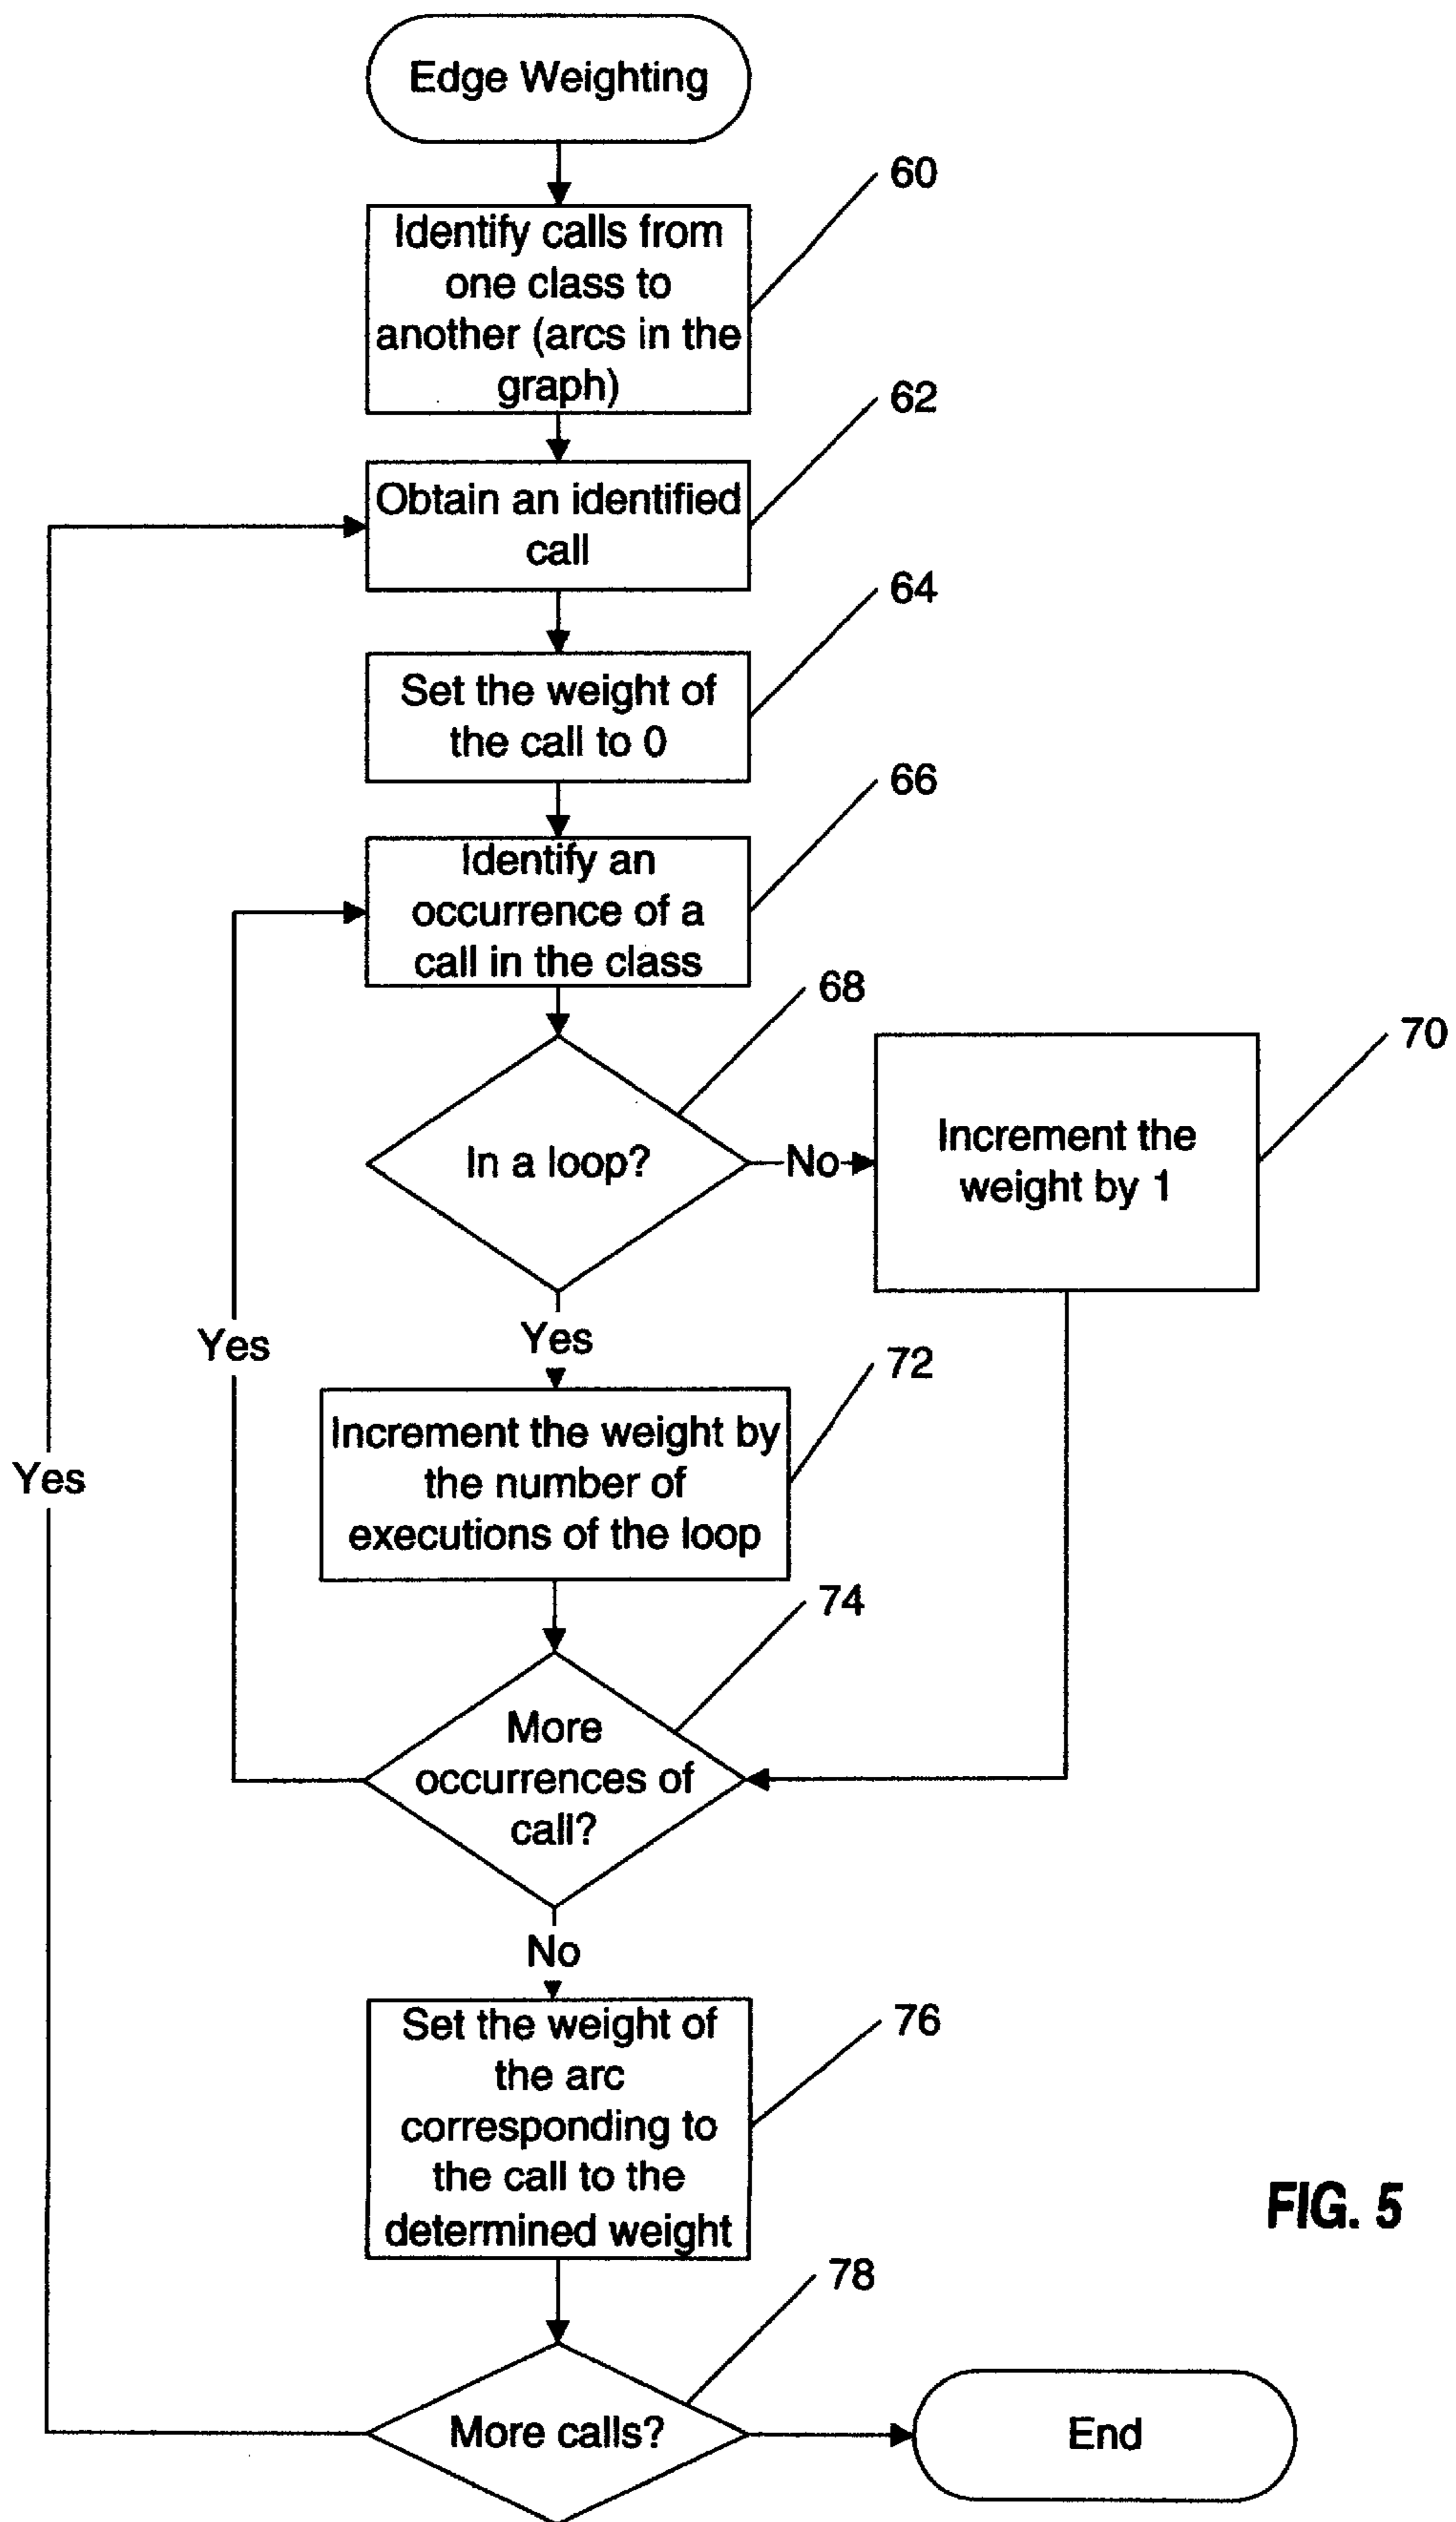 Edge Weighting
60
Identify calls from
one class to
another (arcs in the
graph)
62
Obtain an identified
call
64
Set the weight of
the call to 0
66
Identify an
occurrence of a
call in the class
68
In a loop?
No
70
Increment the
weight by 1
Yes
Yes
72
Increment the weight by
the number of
executions of the loop
Yes
74
More
occurrences of
call?
No
76
Set the weight of
the arc
corresponding to
the call to the
determined weight
FIG. 5
78
More calls?
End